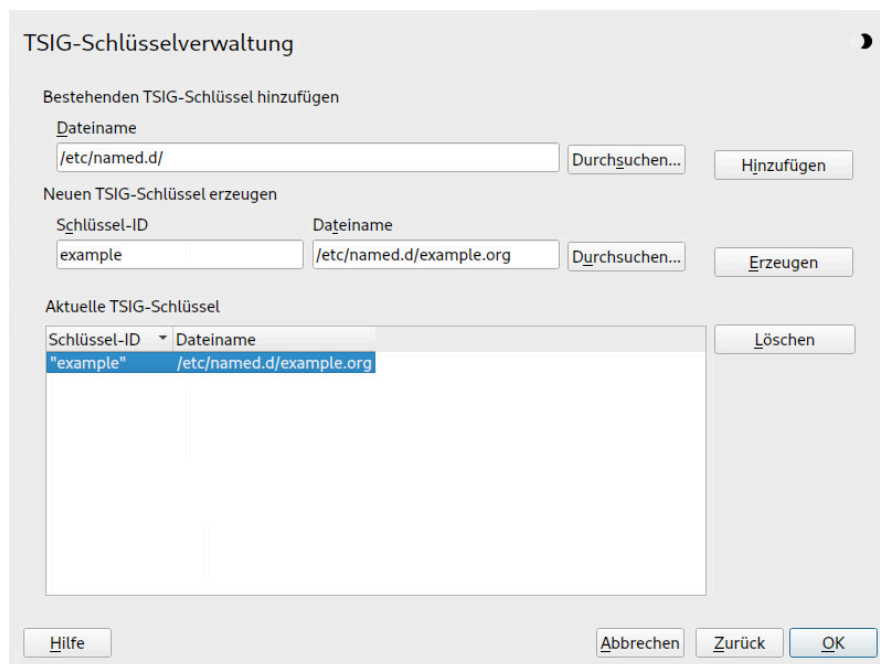 TSIG-Schlüsselverwaltung
Bestehenden TSIG-Schlüssel hinzufügen
Dateiname
/etc/named.d/
Durchsuchen...
Hinzufügen
Neuen TSIG-Schlüssel erzeugen
Schlüssel-ID Dateiname
example /etc/named.d/example.org
Durchsuchen...
Erzeugen
Aktuelle TSIG-Schlüssel
Schlüssel-ID Dateiname
"example" /etc/named.d/example.org
Löschen
Hilfe Abbrechen Zurück OK